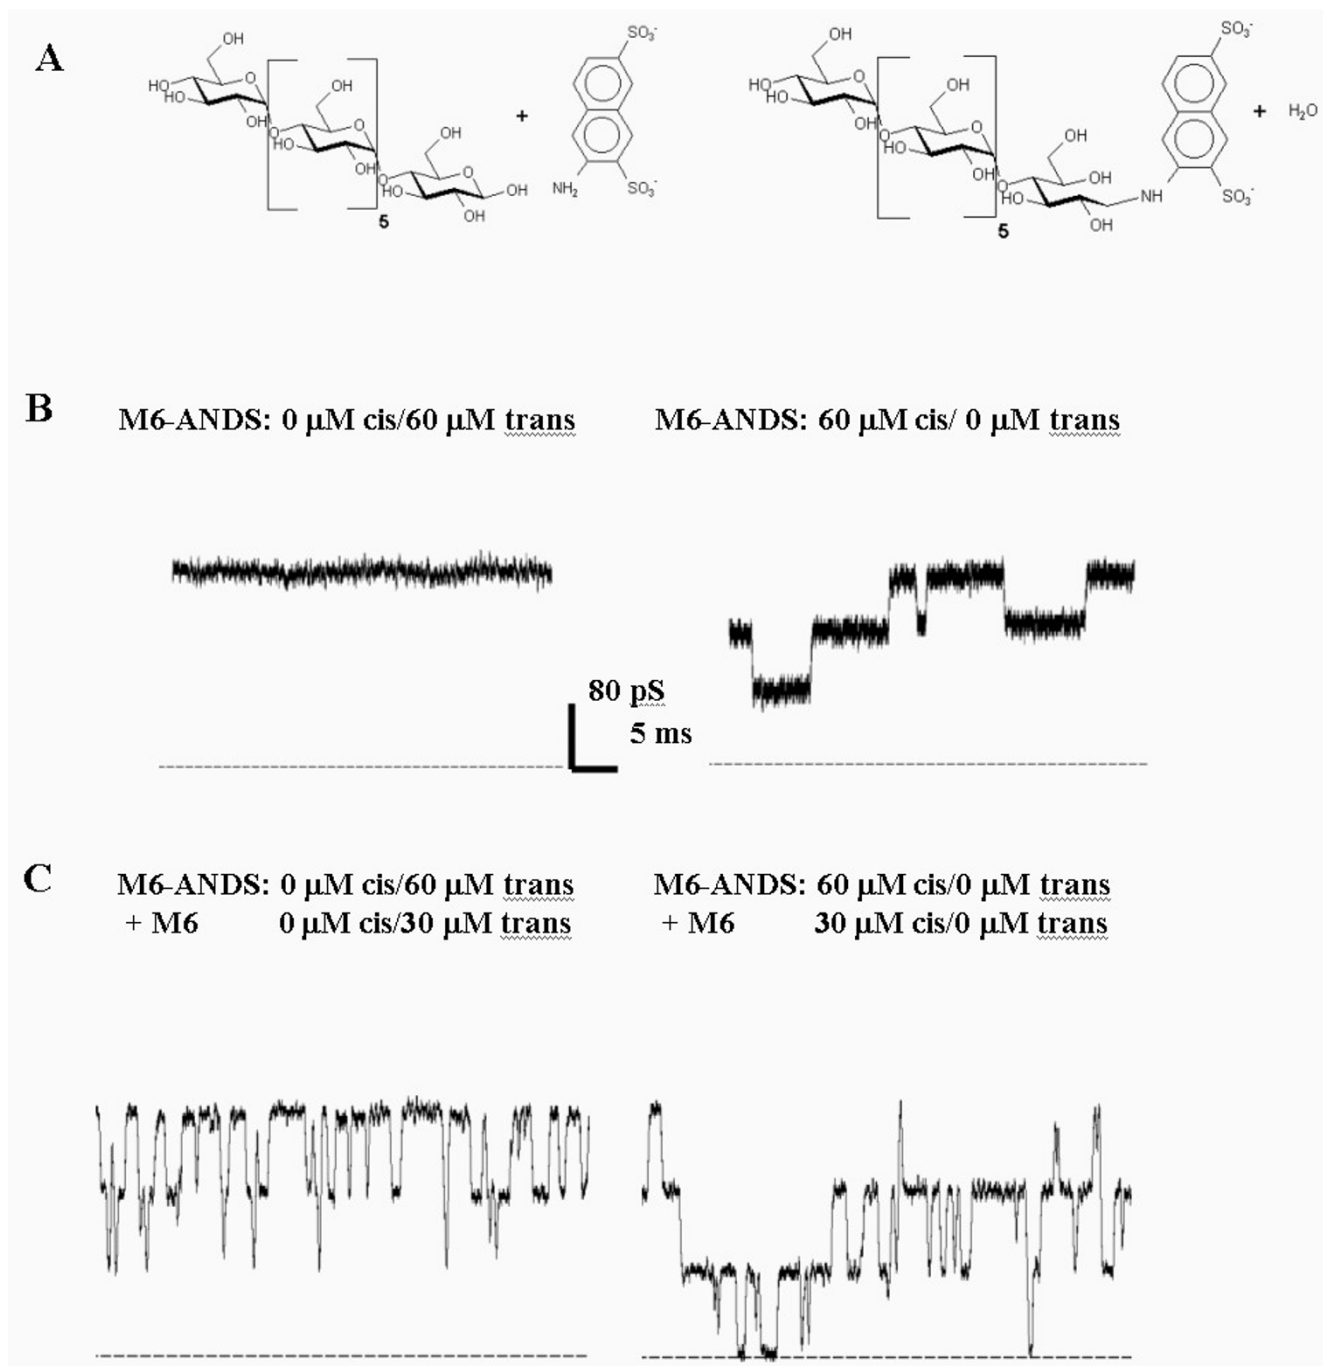 A
OH
HO
HO
OH
O
O
OH
HO
OH
O
O
OH
HO
HO
OH
O
OH
5
+
SO₃⁻
NH₂
SO₃⁻
OH
HO
HO
OH
O
O
OH
HO
OH
O
O
OH
HO
OH
OH
NH
5
SO₃⁻
SO₃⁻
+ H₂O
B
M6-ANDS: 0 µM cis/60 µM trans
M6-ANDS: 60 µM cis/ 0 µM trans
80 pS
5 ms
C
M6-ANDS: 0 µM cis/60 µM trans
+ M6 0 µM cis/30 µM trans
M6-ANDS: 60 µM cis/0 µM trans
+ M6 30 µM cis/0 µM trans